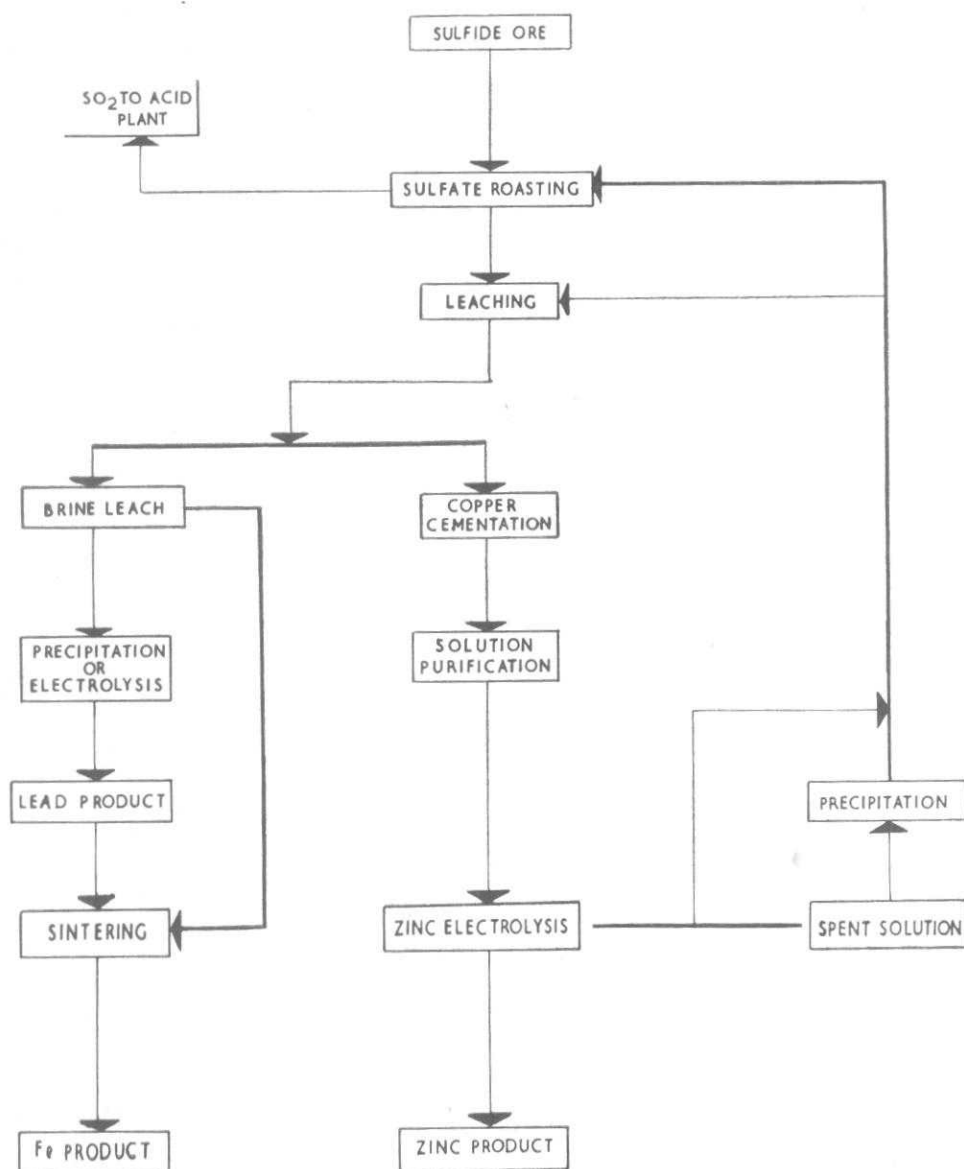 SULFIDE ORE
SO2 TO ACID
PLANT
SULFATE ROASTING
LEACHING
BRINE LEACH
COPPER
CEMENTATION
PRECIPITATION
OR
ELECTROLYSIS
SOLUTION
PURIFICATION
LEAD PRODUCT
PRECIPITATION
SINTERING
ZINC ELECTROLYSIS
SPENT SOLUTION
Fe PRODUCT
ZINC PRODUCT